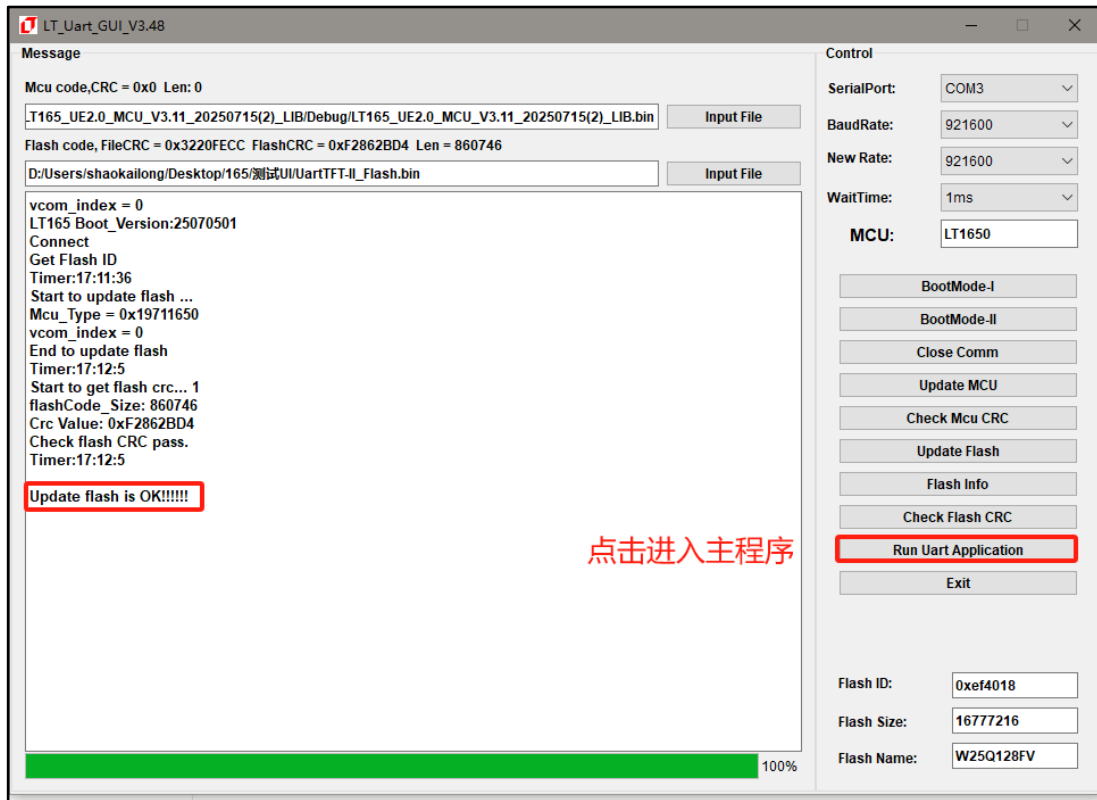 LT_Uart_GUI_V3.48
Message
Mcu code,CRC = 0x0 Len: 0
.T165_UE2.0_MCU_V3.11_20250715(2)_LIB/Debug/LT165_UE2.0_MCU_V3.11_20250715(2)_LIB.bin
Input File
Flash code, FileCRC = 0x3220FECC FlashCRC = 0xF2862BD4 Len = 860746
D:/Users/shaokailong/Desktop/165/测试UI/UartTFT-II_Flash.bin
Input File
vcom_index = 0
LT165 Boot_Version:25070501
Connect
Get Flash ID
Timer:17:11:36
Start to update flash ...
Mcu_Type = 0x19711650
vcom_index = 0
End to update flash
Timer:17:12:5
Start to get flash crc... 1
flashCode_Size: 860746
Crc Value: 0xF2862BD4
Check flash CRC pass.
Timer:17:12:5
Update flash is OK!!!!!!
点击进入主程序
100%
Control
SerialPort: COM3
BaudRate: 921600
New Rate: 921600
WaitTime: 1ms
MCU: LT1650
BootMode-I
BootMode-II
Close Comm
Update MCU
Check Mcu CRC
Update Flash
Flash Info
Check Flash CRC
Run Uart Application
Exit
Flash ID: 0xef4018
Flash Size: 16777216
Flash Name: W25Q128FV